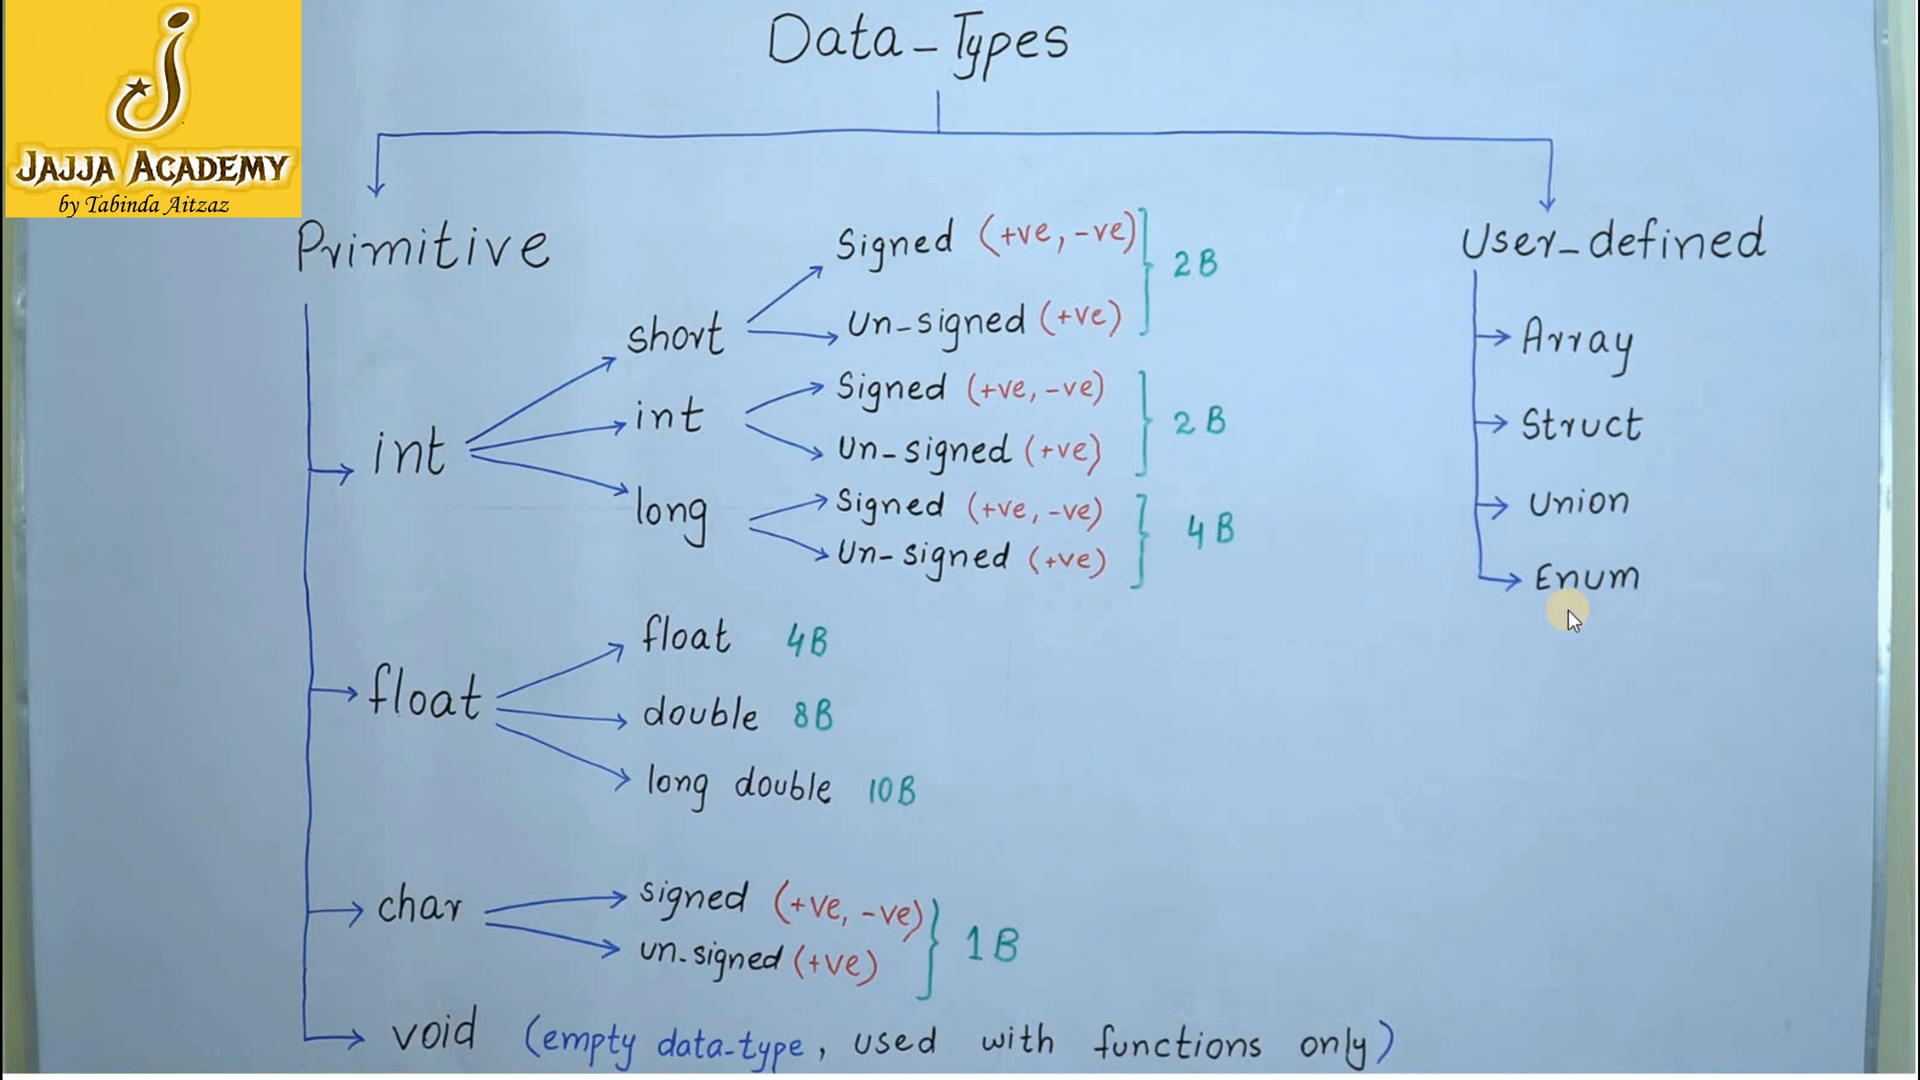 JAJJA ACADEMY
by Tabinda Aitzaz
Data-Types
Primitive
int
short
Signed (+ve, -ve)
Un-signed (+ve)
2B
int
Signed (+ve, -ve)
Un-signed (+ve)
2B
long
Signed (+ve, -ve)
Un-signed (+ve)
4B
float
float 4B
double 8B
long double 10B
char
signed (+ve, -ve)
un-signed (+ve)
1B
void (empty data-type, used with functions only)
User-defined
Array
Struct
Union
Enum